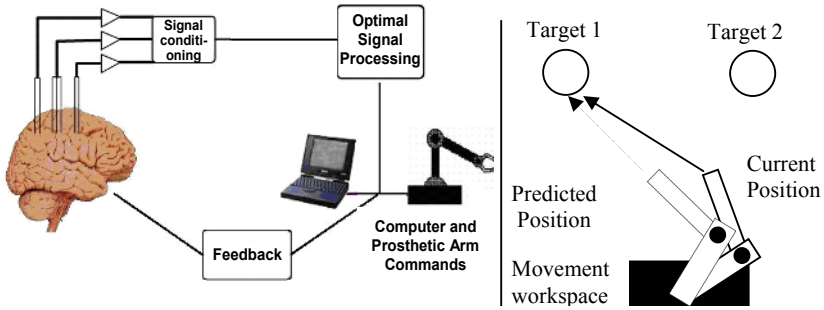 Signal
conditi-
oning
Optimal
Signal
Processing
Feedback
Computer and
Prosthetic Arm
Commands
Target 1
Target 2
Current
Position
Predicted
Position
Movement
workspace